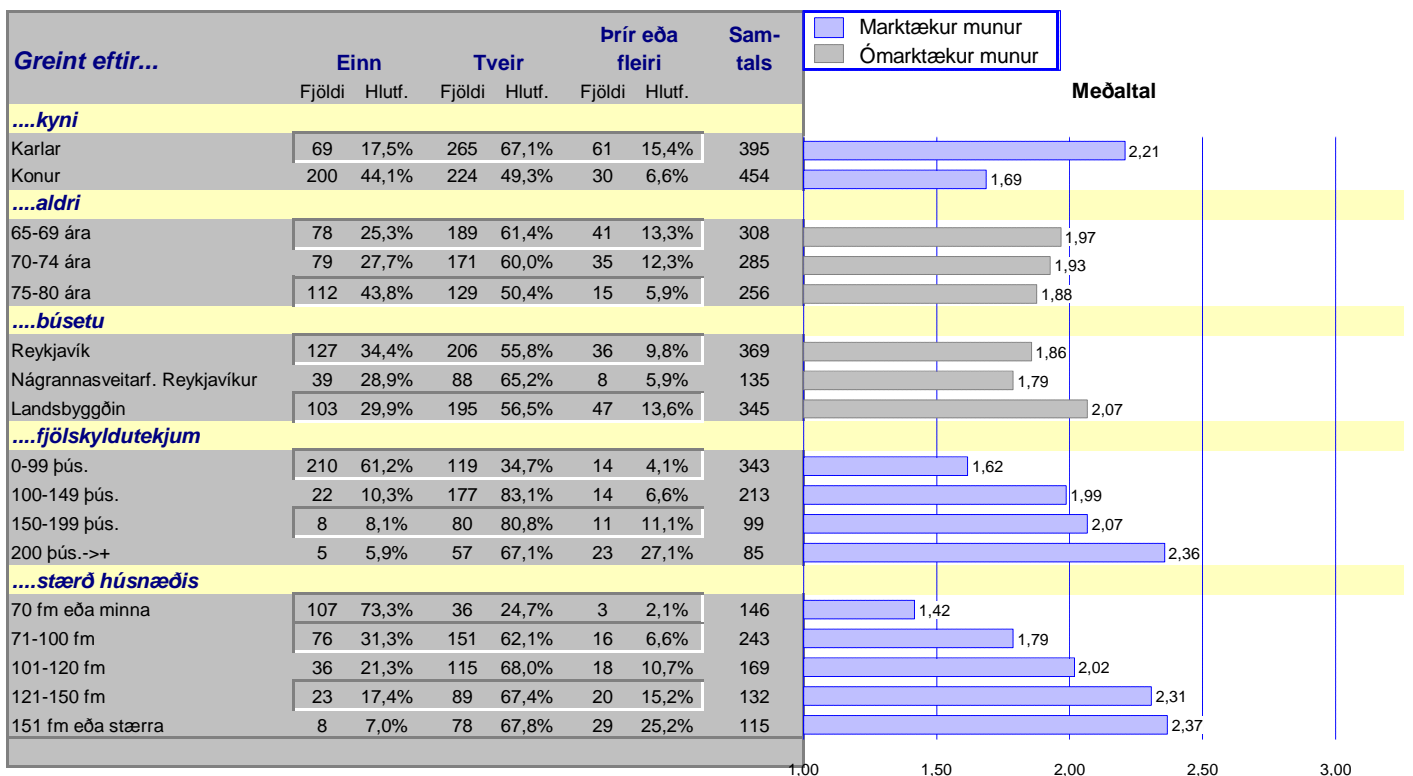 Marktækur munur
Ómarktækur munur
Greint eftir... Einn Tveir Þrír eða fleiri Sam- tals
Fjöldi Hlutf. Fjöldi Hlutf. Fjöldi Hlutf. Meðaltal
....kyni
Karlar 69 17,5% 265 67,1% 61 15,4% 395 2,21
Konur 200 44,1% 224 49,3% 30 6,6% 454 1,69
....aldri
65-69 ára 78 25,3% 189 61,4% 41 13,3% 308 1,97
70-74 ára 79 27,7% 171 60,0% 35 12,3% 285 1,93
75-80 ára 112 43,8% 129 50,4% 15 5,9% 256 1,88
....búsetu
Reykjavík 127 34,4% 206 55,8% 36 9,8% 369 1,86
Nágrannasveitarf. Reykjavíkur 39 28,9% 88 65,2% 8 5,9% 135 1,79
Landsbyggðin 103 29,9% 195 56,5% 47 13,6% 345 2,07
....fjölskyldutekjum
0-99 þús. 210 61,2% 119 34,7% 14 4,1% 343 1,62
100-149 þús. 22 10,3% 177 83,1% 14 6,6% 213 1,99
150-199 þús. 8 8,1% 80 80,8% 11 11,1% 99 2,07
200 þús.->+ 5 5,9% 57 67,1% 23 27,1% 85 2,36
....stærð húsnæðis
70 fm eða minna 107 73,3% 36 24,7% 3 2,1% 146 1,42
71-100 fm 76 31,3% 151 62,1% 16 6,6% 243 1,79
101-120 fm 36 21,3% 115 68,0% 18 10,7% 169 2,02
121-150 fm 23 17,4% 89 67,4% 20 15,2% 132 2,31
151 fm eða stærra 8 7,0% 78 67,8% 29 25,2% 115 2,37
1,00 1,50 2,00 2,50 3,00